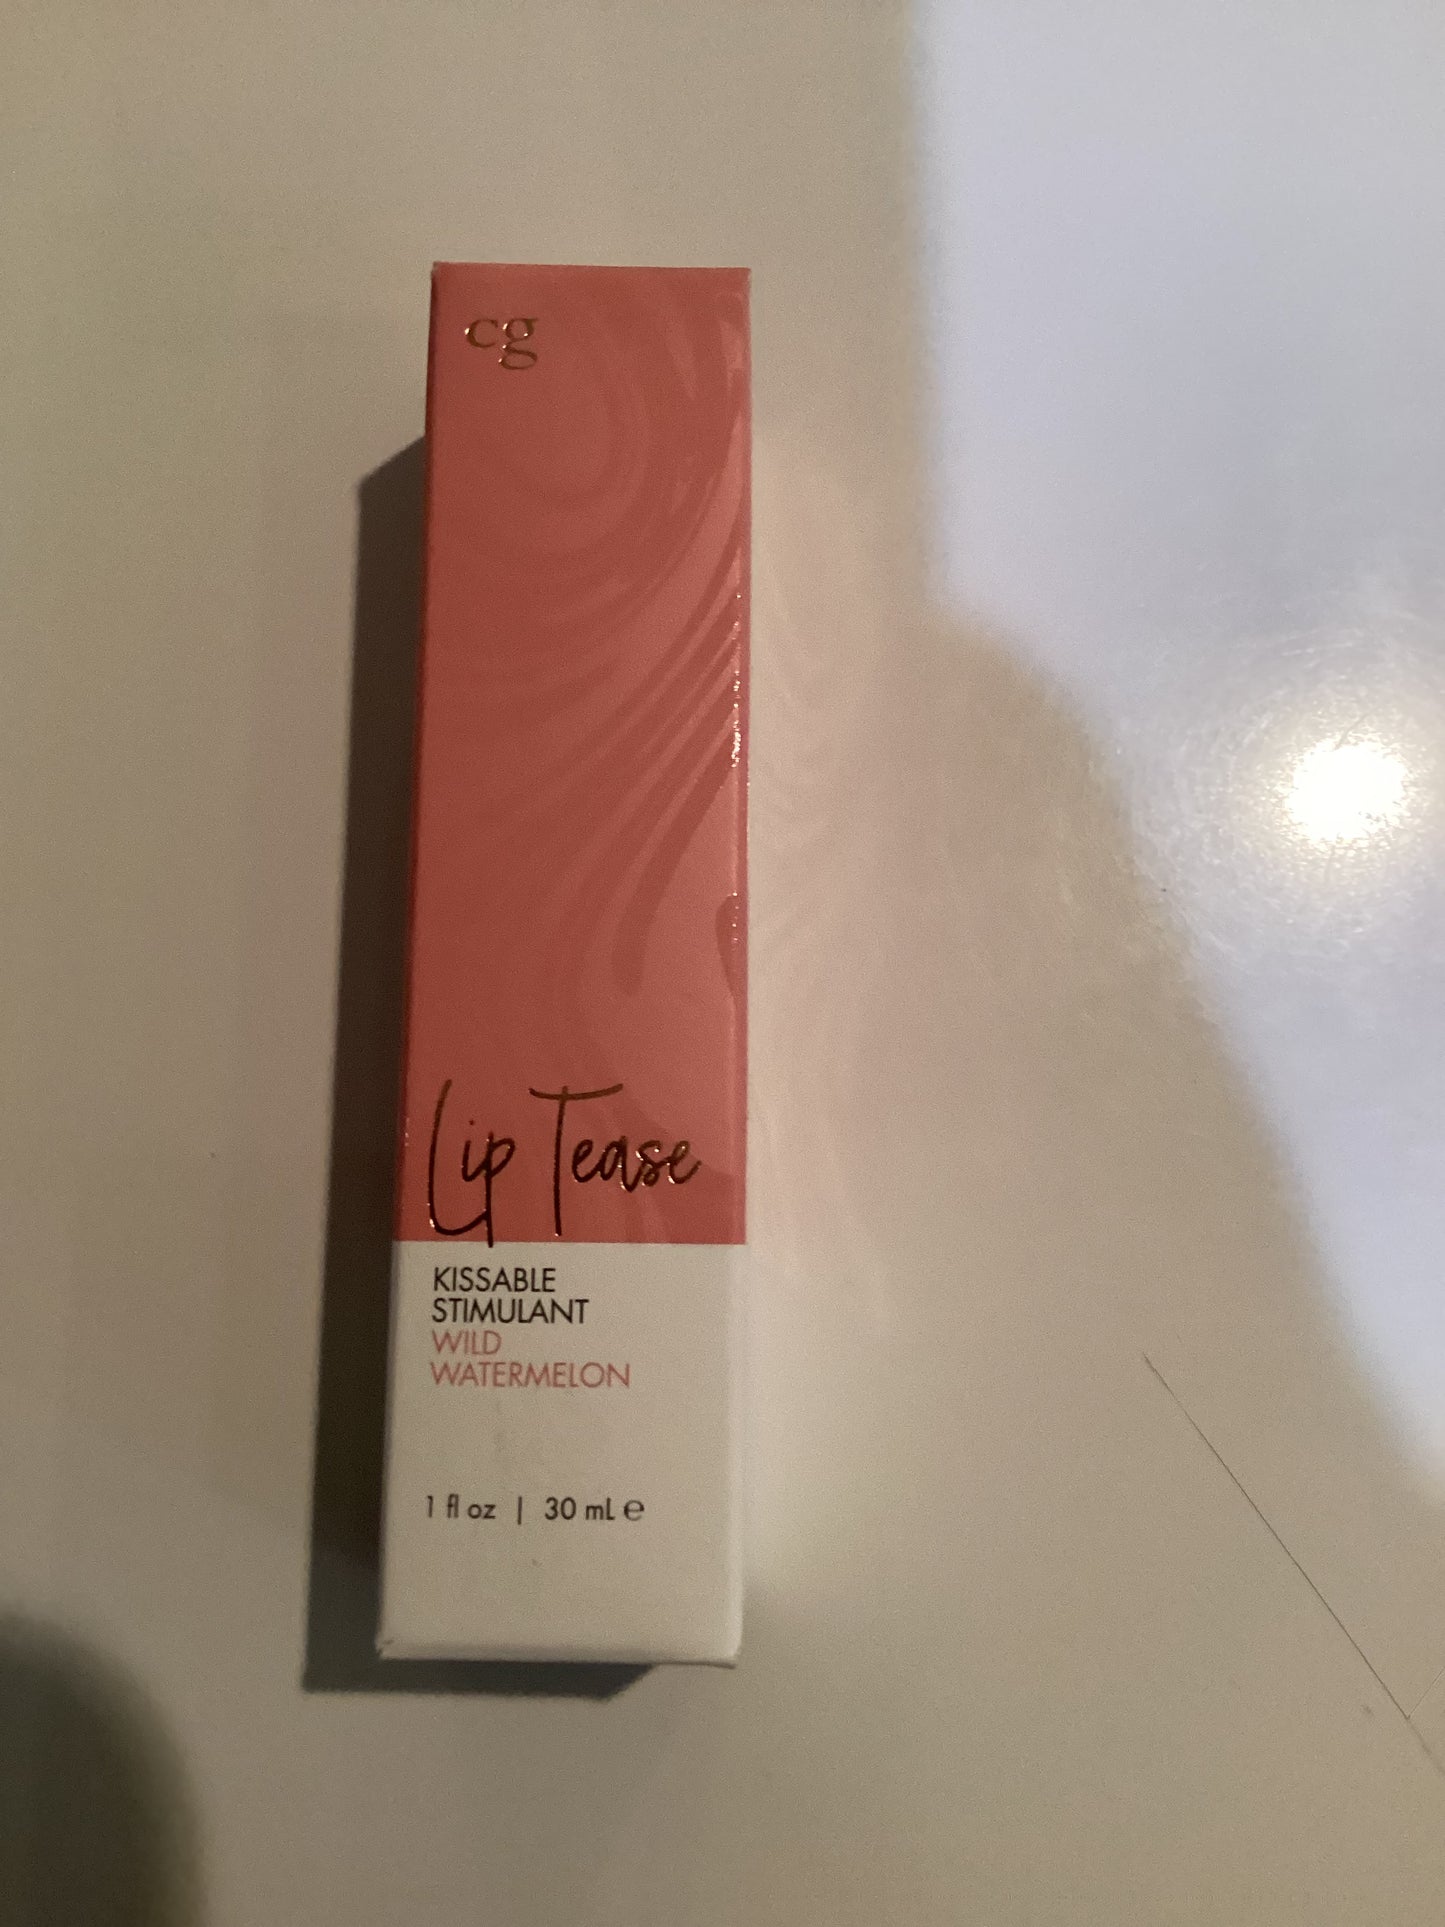 cg
Lip Tease
KISSABLE
STIMULANT
WILD
WATERMELON
1 fl oz | 30 mL ℮